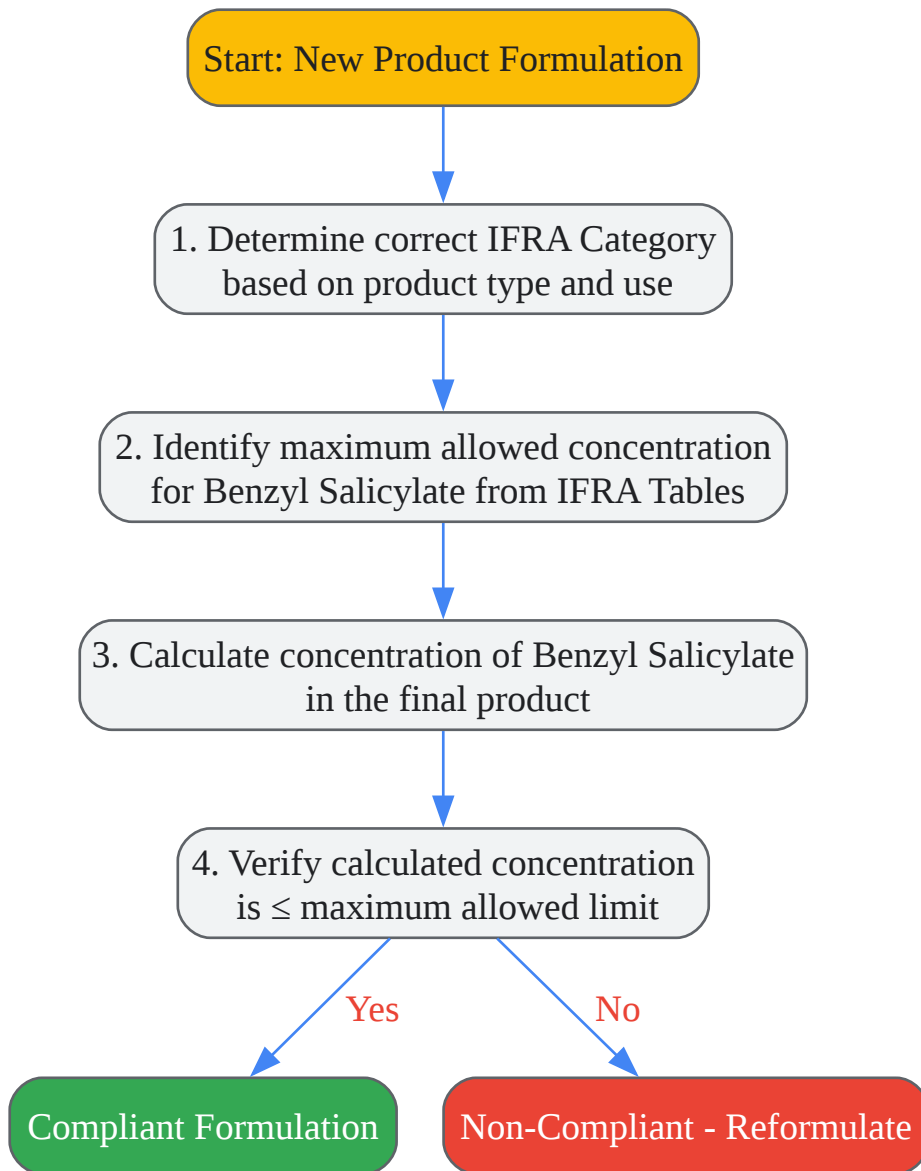 Start: New Product Formulation
1. Determine correct IFRA Category
based on product type and use
2. Identify maximum allowed concentration
for Benzyl Salicylate from IFRA Tables
3. Calculate concentration of Benzyl Salicylate
in the final product
4. Verify calculated concentration
is ≤ maximum allowed limit
Yes
No
Compliant Formulation
Non-Compliant - Reformulate